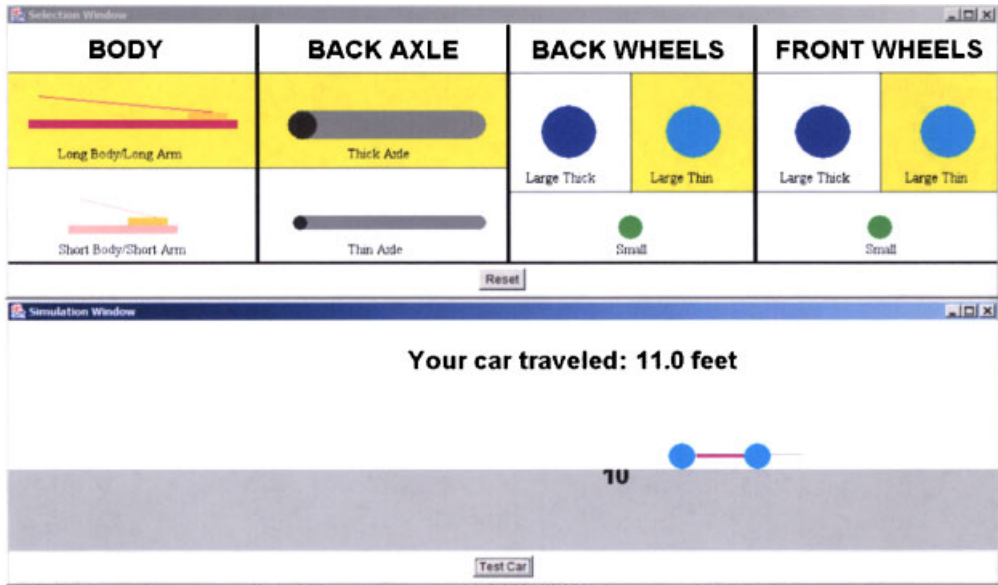 Selection Window
BODY BACK AXLE BACK WHEELS FRONT WHEELS
Long Body/Long Arm Thick Axle Large Thick Large Thin Large Thick Large Thin
Short Body/Short Arm Thin Axle Small Small
Reset
Simulation Window
Your car traveled: 11.0 feet
10
Test Car